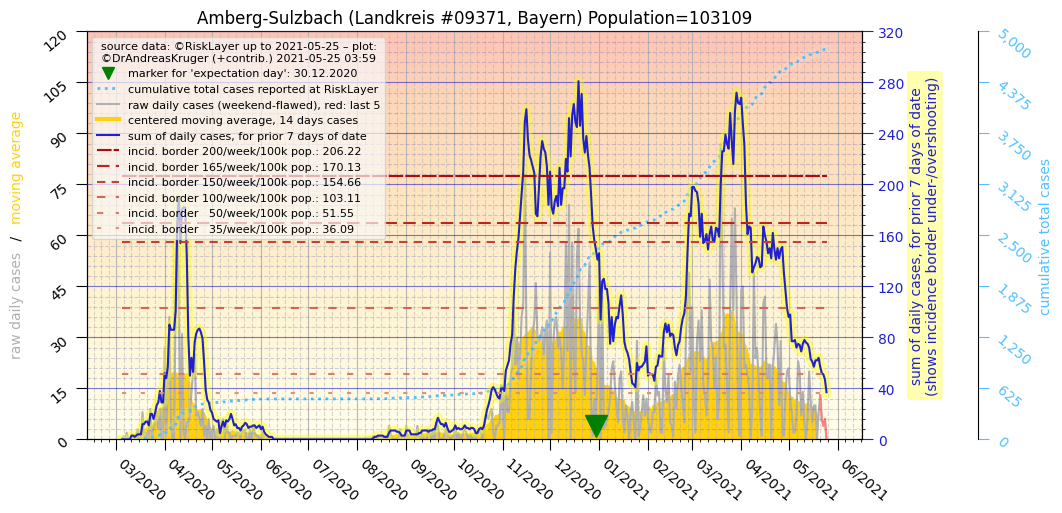 Amberg-Sulzbach (Landkreis #09371, Bayern) Population=103109
source data: ©RiskLayer up to 2021-05-25 – plot:
©DrAndreasKruger (+contrib.) 2021-05-25 03:59
marker for 'expectation day': 30.12.2020
cumulative total cases reported at RiskLayer
raw daily cases (weekend-flawed), red: last 5
centered moving average, 14 days cases
sum of daily cases, for prior 7 days of date
incid. border 200/week/100k pop.: 206.22
incid. border 165/week/100k pop.: 170.13
incid. border 150/week/100k pop.: 154.66
incid. border 100/week/100k pop.: 103.11
incid. border 50/week/100k pop.: 51.55
incid. border 35/week/100k pop.: 36.09
raw daily cases / moving average
120
105
90
75
60
45
30
15
0
03/2020
04/2020
05/2020
06/2020
07/2020
08/2020
09/2020
10/2020
11/2020
12/2020
01/2021
02/2021
03/2021
04/2021
05/2021
06/2021
320
280
240
200
160
120
80
40
0
sum of daily cases, for prior 7 days of date
(shows incidence border under-/overshooting)
5,000
4,375
3,750
3,125
2,500
1,875
1,250
625
0
cumulative total cases